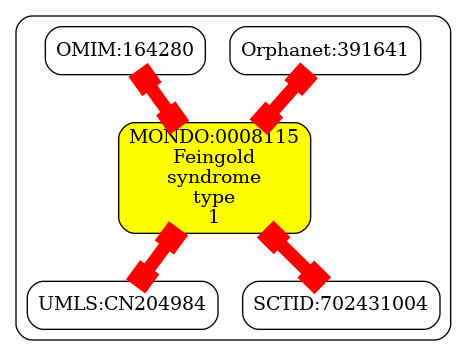 OMIM:164280
Orphanet:391641
MONDO:0008115
Feingold
syndrome
type
1
UMLS:CN204984
SCTID:702431004